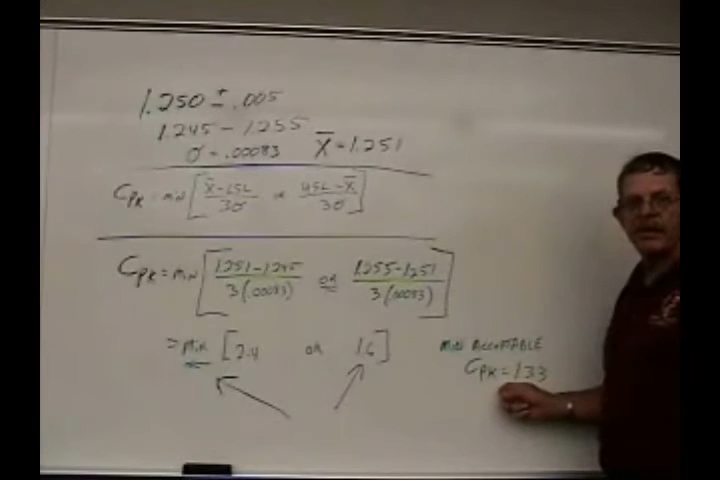 1.250 ± .005
1.245 - 1.255
σ = .00083 X̄ = 1.251
CPK = MIN [ X̄ - LSL / 3σ or USL - X̄ / 3σ ]
CPK = MIN [ 1.251 - 1.245 / 3(.00083) OR 1.255 - 1.251 / 3(.00083) ]
= MIN [ 2.4 OR 1.6 ]
MIN ACCEPTABLE
CPK = 1.33